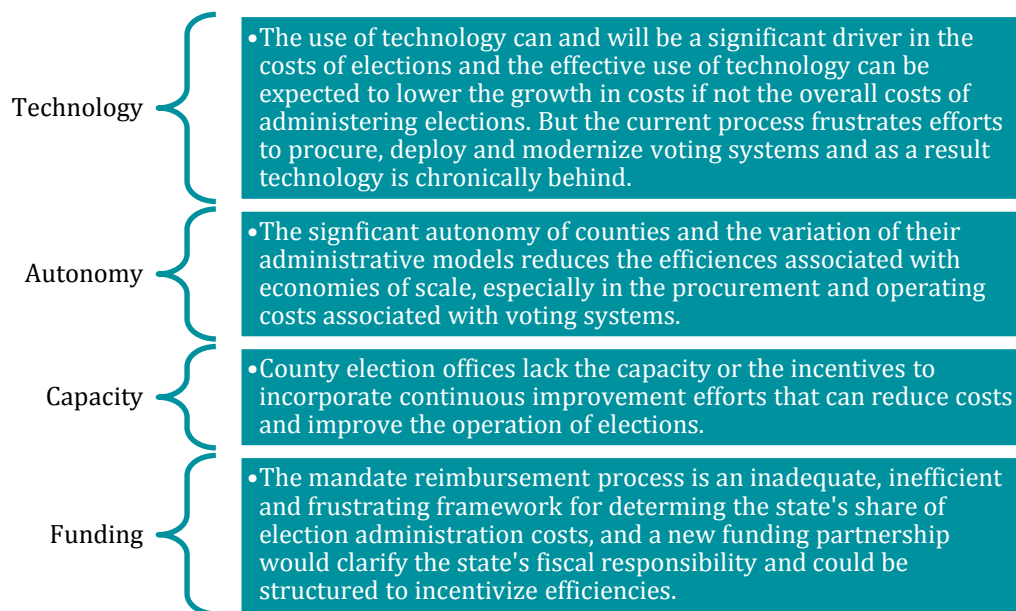 Technology
•The use of technology can and will be a significant driver in the
costs of elections and the effective use of technology can be
expected to lower the growth in costs if not the overall costs of
administering elections. But the current process frustrates efforts
to procure, deploy and modernize voting systems and as a result
technology is chronically behind.
Autonomy
•The signficant autonomy of counties and the variation of their
administrative models reduces the efficiences associated with
economies of scale, especially in the procurement and operating
costs associated with voting systems.
Capacity
•County election offices lack the capacity or the incentives to
incorporate continuous improvement efforts that can reduce costs
and improve the operation of elections.
Funding
•The mandate reimbursement process is an inadequate, inefficient
and frustrating framework for determing the state's share of
election administration costs, and a new funding partnership
would clarify the state's fiscal responsibility and could be
structured to incentivize efficiencies.